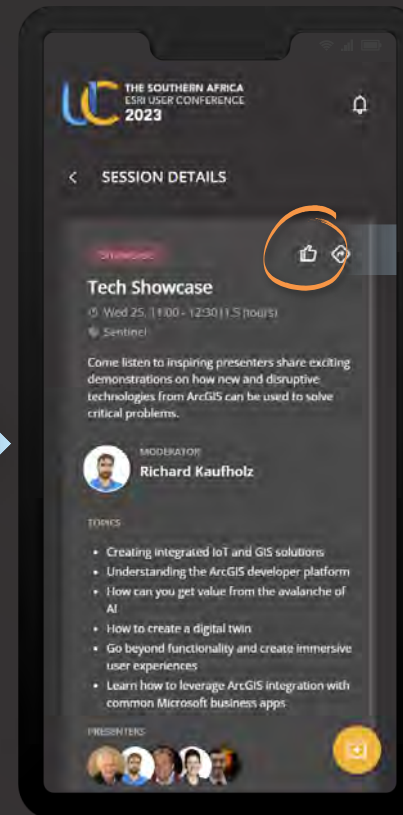 UC THE SOUTHERN AFRICA
ESRI USER CONFERENCE
2023
SESSION DETAILS
SHOWCASE
Tech Showcase
Wed 25, 11:00 - 12:30 (1.5 hours)
Sentinel
Come listen to inspiring presenters share exciting
demonstrations on how new and disruptive
technologies from ArcGIS can be used to solve
critical problems.
MODERATOR
Richard Kaufholz
TOPICS
• Creating integrated IoT and GIS solutions
• Understanding the ArcGIS developer platform
• How can you get value from the avalanche of
AI
• How to create a digital twin
• Go beyond functionality and create immersive
user experiences
• Learn how to leverage ArcGIS integration with
common Microsoft business apps
PRESENTERS